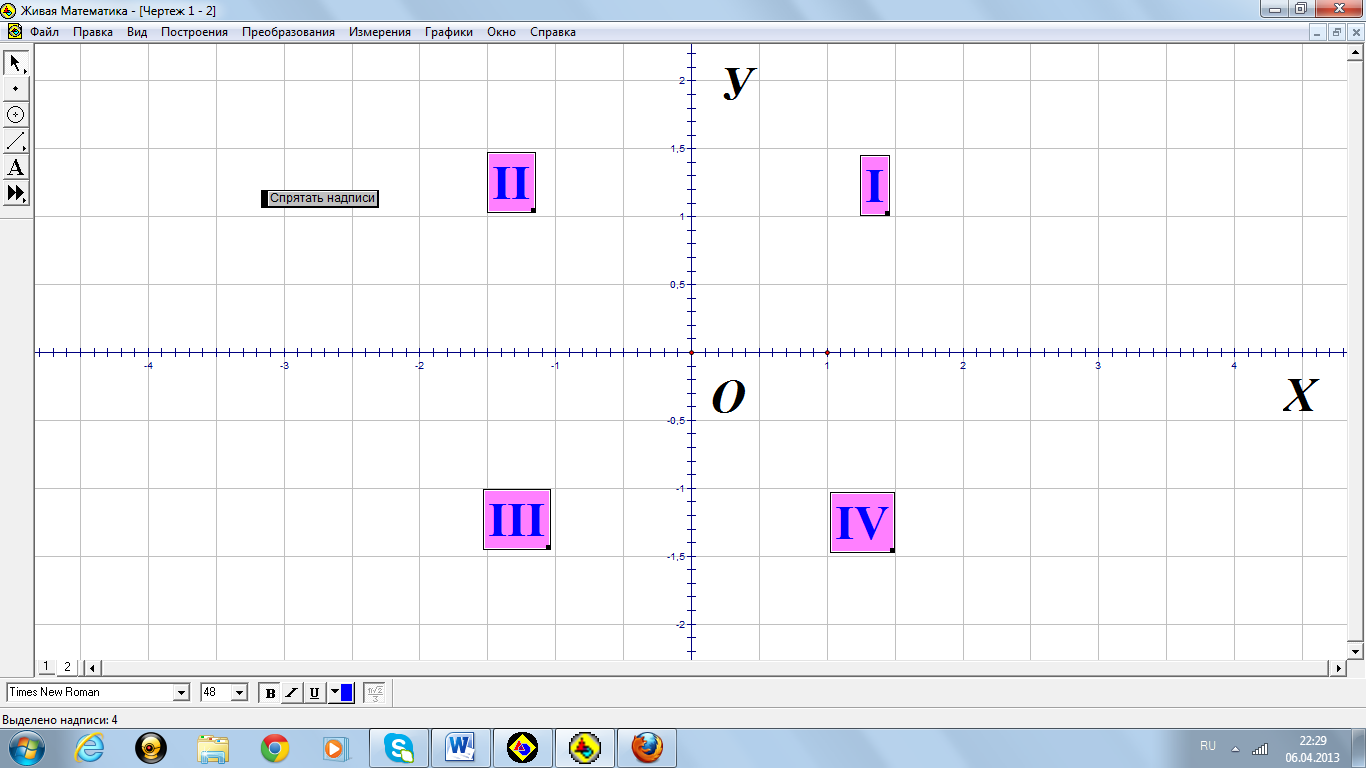 Живая Математика - [Чертеж 1 - 2]
Файл Правка Вид Построения Преобразования Измерения Графики Окно Справка
A
2
У
1,5
II
I
Спрятать надписи
1
0,5
-4 -3 -2 -1 1 2 3 4
О
Х
-0,5
-1
III
IV
-1,5
-2
1 2
Times New Roman 48 B I U
Выделено надписи: 4
RU
22:29
06.04.2013